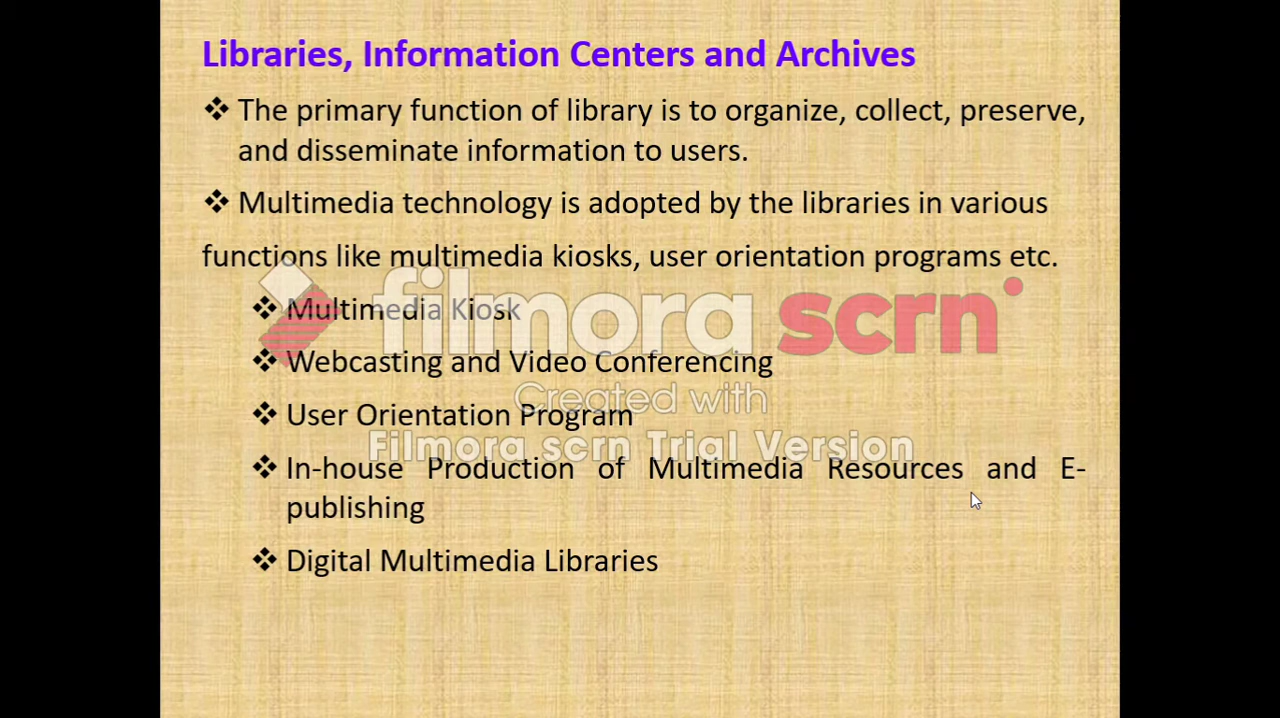 Libraries, Information Centers and Archives
❖ The primary function of library is to organize, collect, preserve,
and disseminate information to users.
❖ Multimedia technology is adopted by the libraries in various
functions like multimedia kiosks, user orientation programs etc.
❖ Multimedia Kiosk
filmora scrn
❖ Webcasting and Video Conferencing
Created with
❖ User Orientation Program
Filmora scrn Trial Version
❖ In-house Production of Multimedia Resources and E-
publishing
❖ Digital Multimedia Libraries